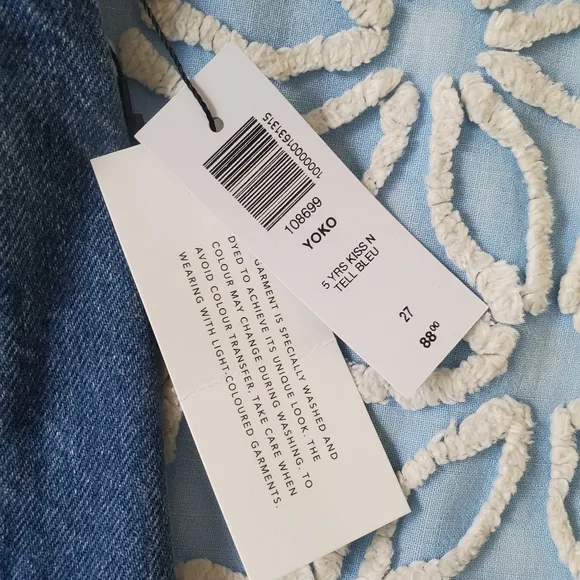 10000001631315
108699
YOKO
5 YRS KISS N
TELL BLEU
27
88.00
GARMENT IS SPECIALLY WASHED AND
DYED TO ACHIEVE ITS UNIQUE LOOK. THE
COLOUR MAY CHANGE DURING WASHING. TO
AVOID COLOUR TRANSFER, TAKE CARE WHEN
WEARING WITH LIGHT-COLOURED GARMENTS.